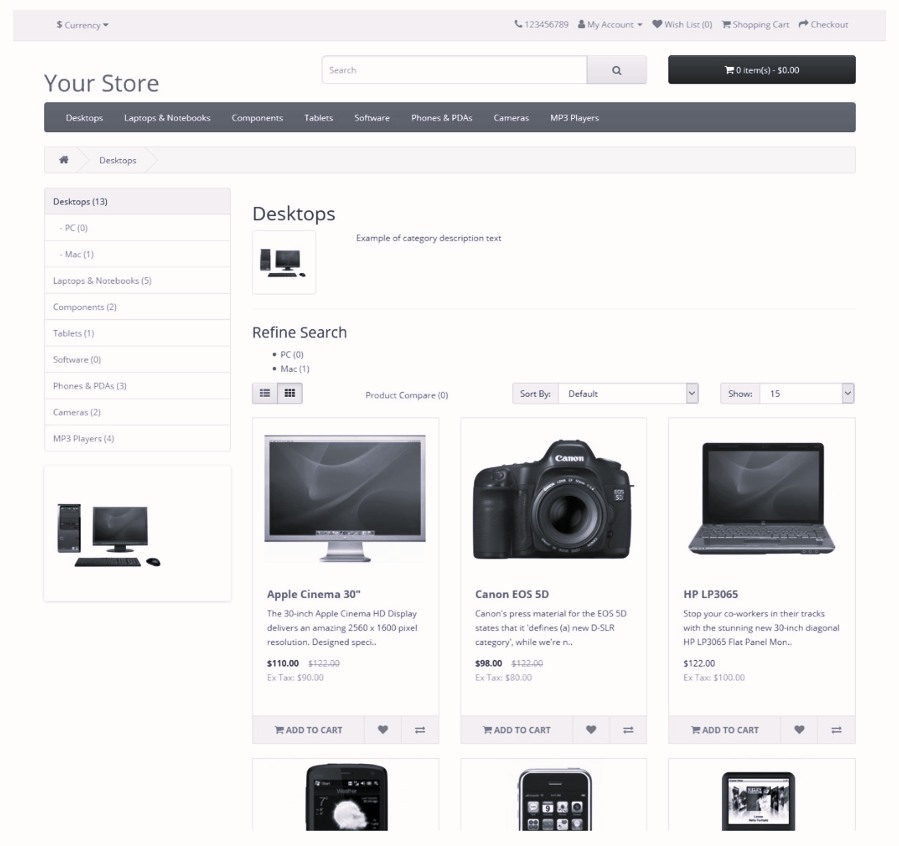 $ Currency
123456789 My Account Wish List (0) Shopping Cart Checkout
Your Store
Search
0 item(s) - $0.00
Desktops Laptops & Notebooks Components Tablets Software Phones & PDAs Cameras MP3 Players
Desktops
Desktops (13)
- PC (0)
- Mac (1)
Laptops & Notebooks (5)
Components (2)
Tablets (1)
Software (0)
Phones & PDAs (3)
Cameras (2)
MP3 Players (4)
Desktops
Example of category description text
Refine Search
PC (0)
Mac (1)
Product Compare (0)
Sort By: Default
Show: 15
Apple Cinema 30"
The 30-inch Apple Cinema HD Display
delivers an amazing 2560 x 1600 pixel
resolution. Designed speci..
$110.00 $122.00
Ex Tax: $90.00
ADD TO CART
Canon
EOS
5D
Canon EOS 5D
Canon's press material for the EOS 5D
states that it 'defines (a) new D-SLR
category', while we're n..
$98.00 $122.00
Ex Tax: $80.00
ADD TO CART
HP LP3065
Stop your co-workers in their tracks
with the stunning new 30-inch diagonal
HP LP3065 Flat Panel Mon..
$122.00
Ex Tax: $100.00
ADD TO CART
Start
Weather